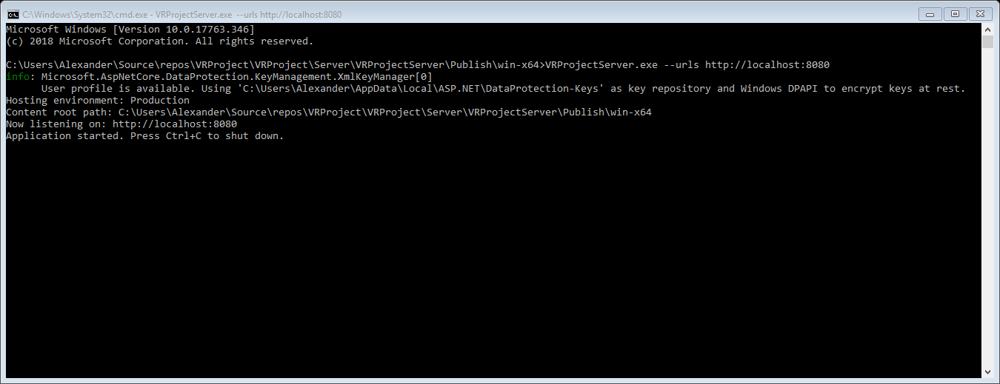 C:\Windows\System32\cmd.exe - VRProjectServer.exe  --urls http://localhost:8080
Microsoft Windows [Version 10.0.17763.346]
(c) 2018 Microsoft Corporation. All rights reserved.
C:\Users\Alexander\Source\repos\VRProject\VRProject\Server\VRProjectServer\Publish\win-x64>VRProjectServer.exe --urls http://localhost:8080
info: Microsoft.AspNetCore.DataProtection.KeyManagement.XmlKeyManager[0]
      User profile is available. Using 'C:\Users\Alexander\AppData\Local\ASP.NET\DataProtection-Keys' as key repository and Windows DPAPI to encrypt keys at rest.
Hosting environment: Production
Content root path: C:\Users\Alexander\Source\repos\VRProject\VRProject\Server\VRProjectServer\Publish\win-x64
Now listening on: http://localhost:8080
Application started. Press Ctrl+C to shut down.